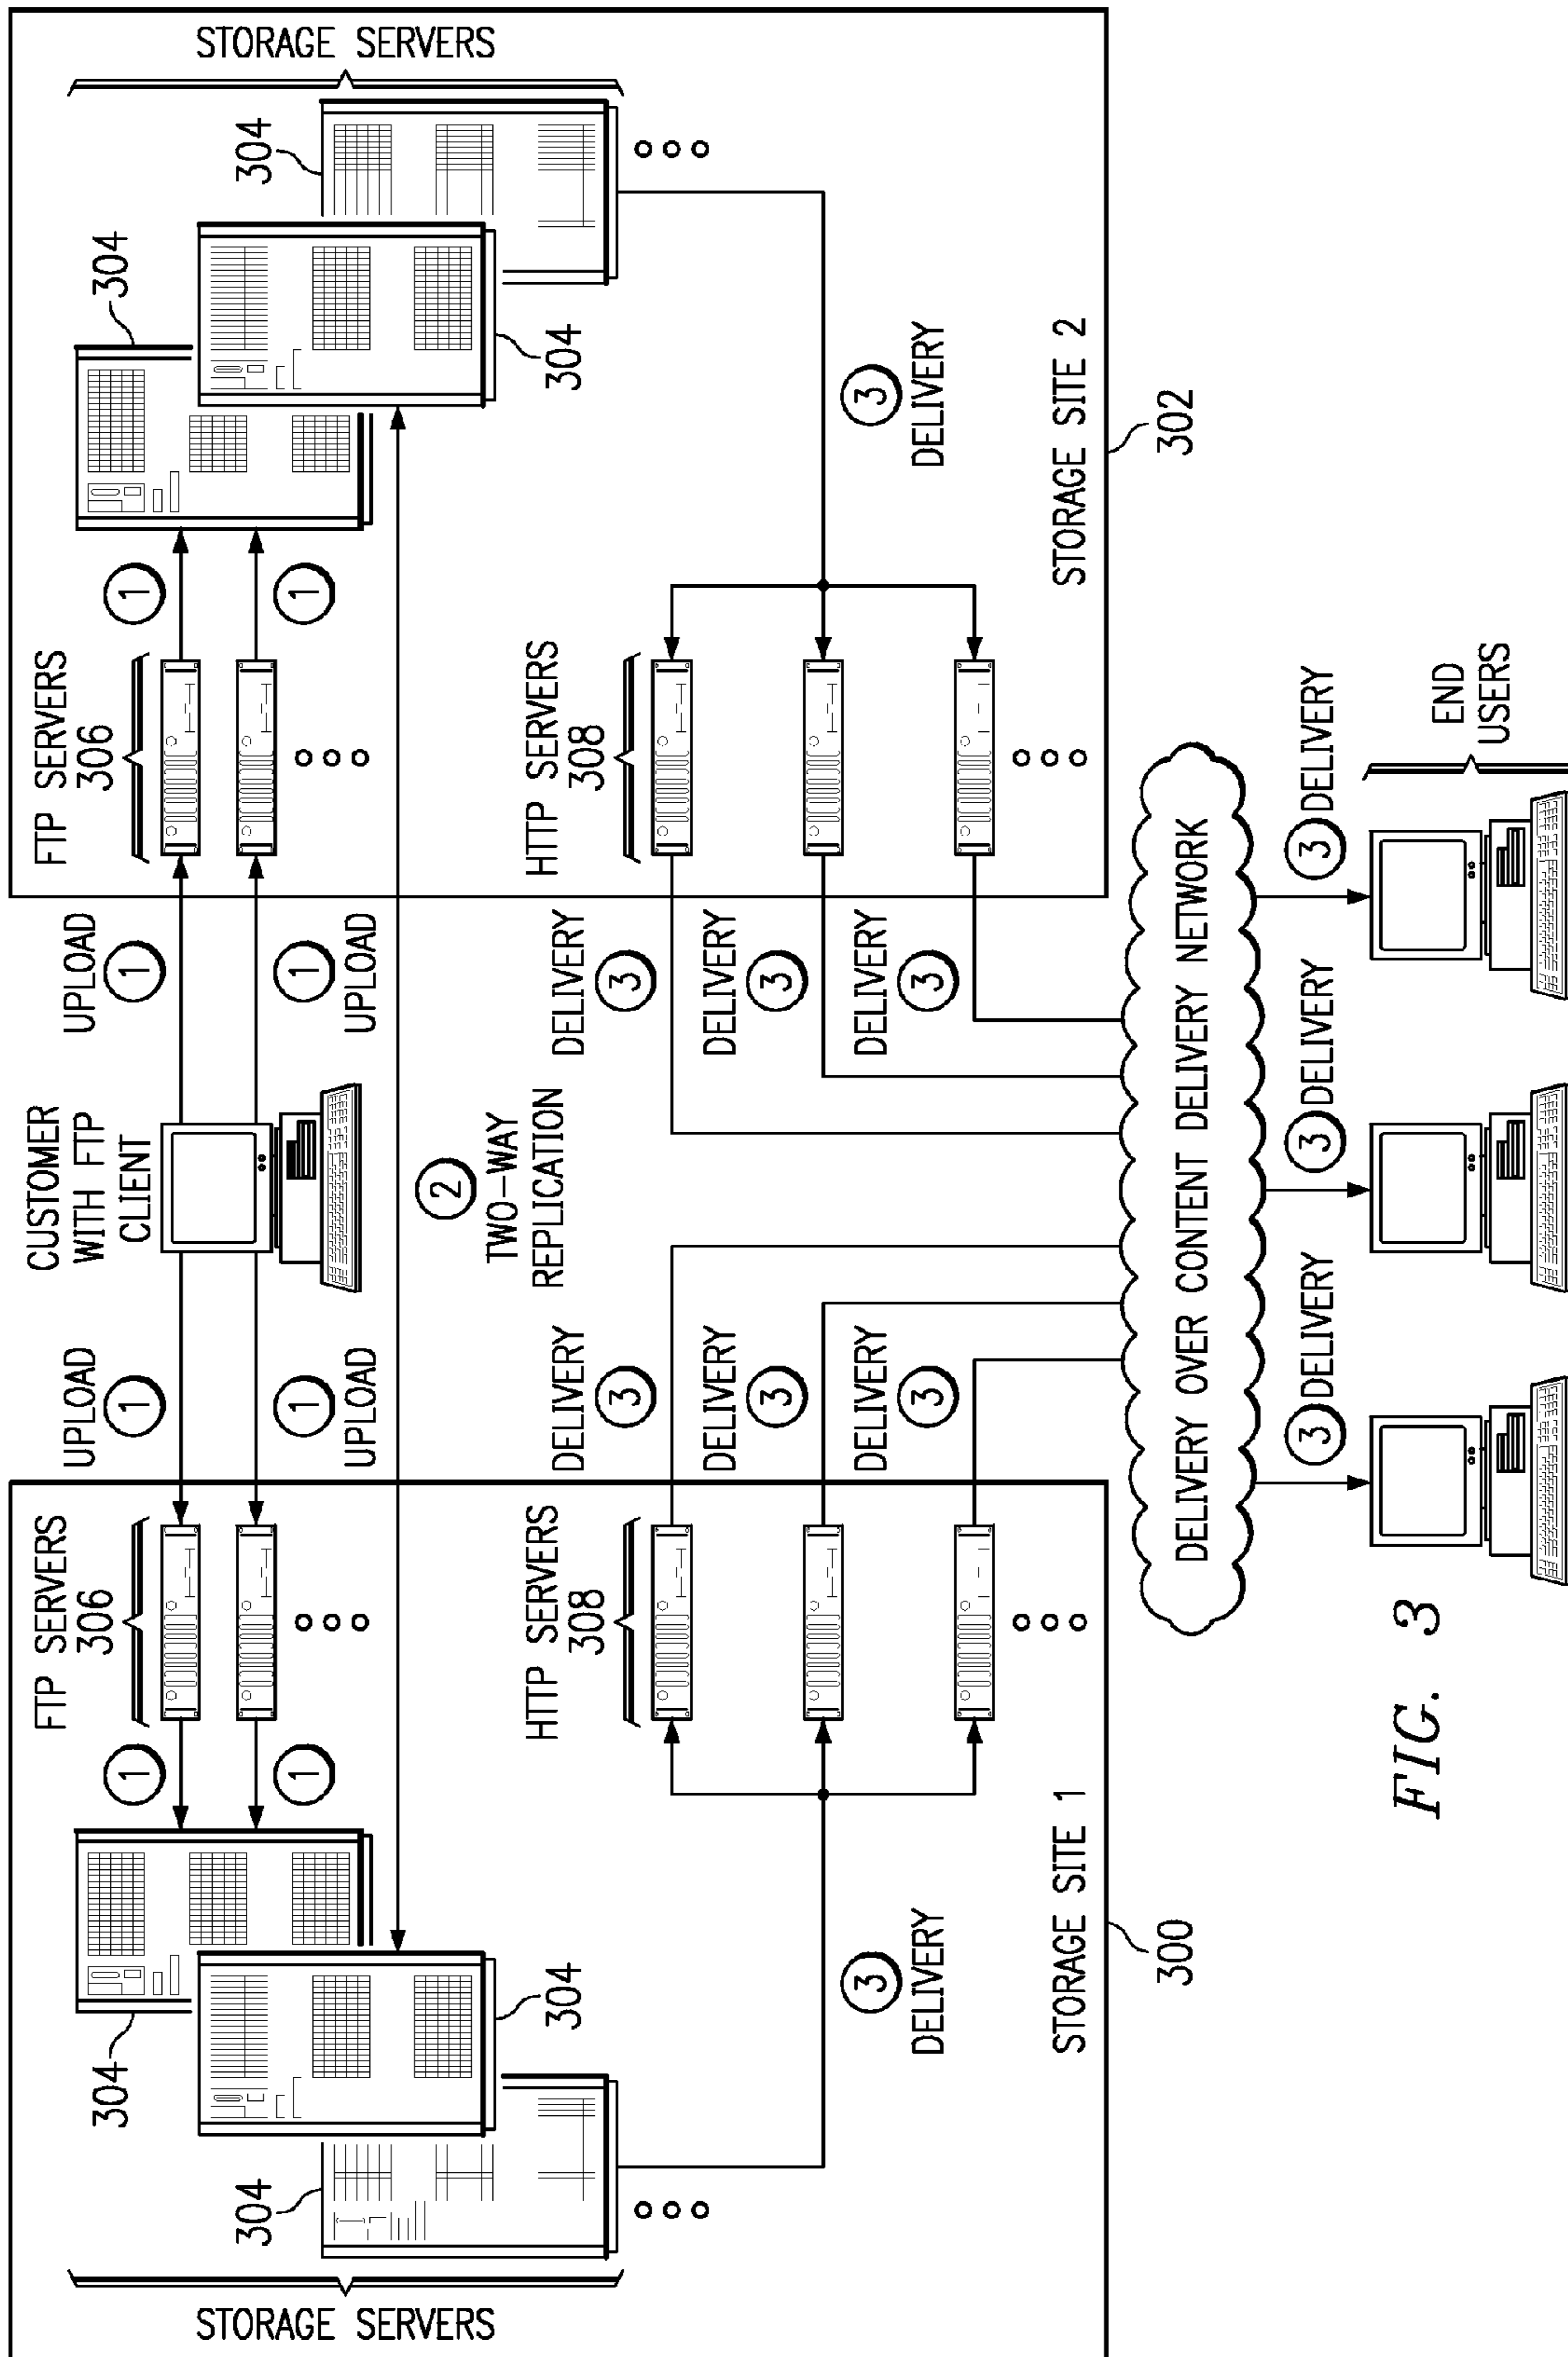 CUSTOMER
WITH FTP
CLIENT
STORAGE SERVERS
304
304
304
FTP SERVERS
306
1
1
UPLOAD
1
1
UPLOAD
UPLOAD
1
1
UPLOAD
FTP SERVERS
306
1
1
304
304
304
STORAGE SERVERS
2
TWO-WAY
REPLICATION
HTTP SERVERS
308
DELIVERY
3
DELIVERY
3
DELIVERY
3
DELIVERY
3
DELIVERY
3
DELIVERY
3
HTTP SERVERS
308
3
DELIVERY
3
DELIVERY
STORAGE SITE 1
300
STORAGE SITE 2
302
DELIVERY OVER CONTENT DELIVERY NETWORK
3 DELIVERY
3 DELIVERY
3 DELIVERY
END
USERS
FIG. 3